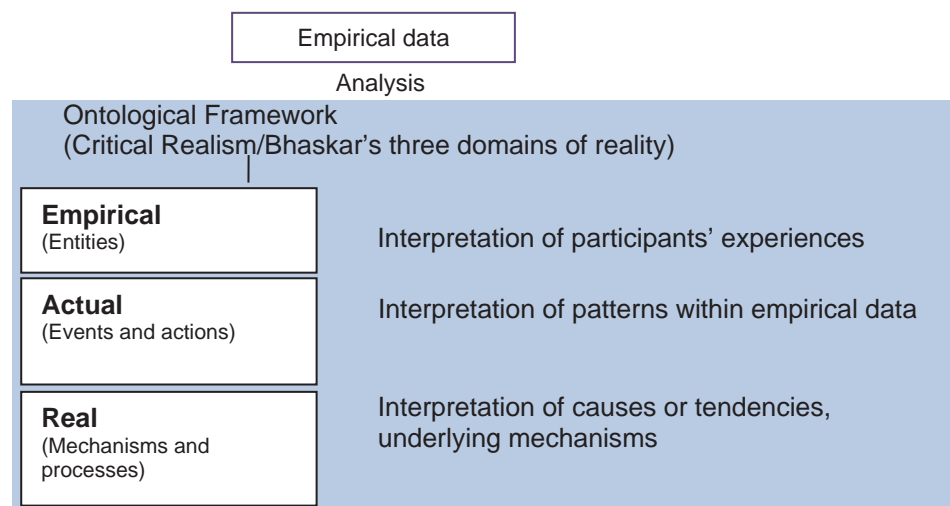 Empirical data
Analysis
Ontological Framework
(Critical Realism/Bhaskar’s three domains of reality)
Empirical
(Entities)
Interpretation of participants’ experiences
Actual
(Events and actions)
Interpretation of patterns within empirical data
Real
(Mechanisms and
processes)
Interpretation of causes or tendencies,
underlying mechanisms